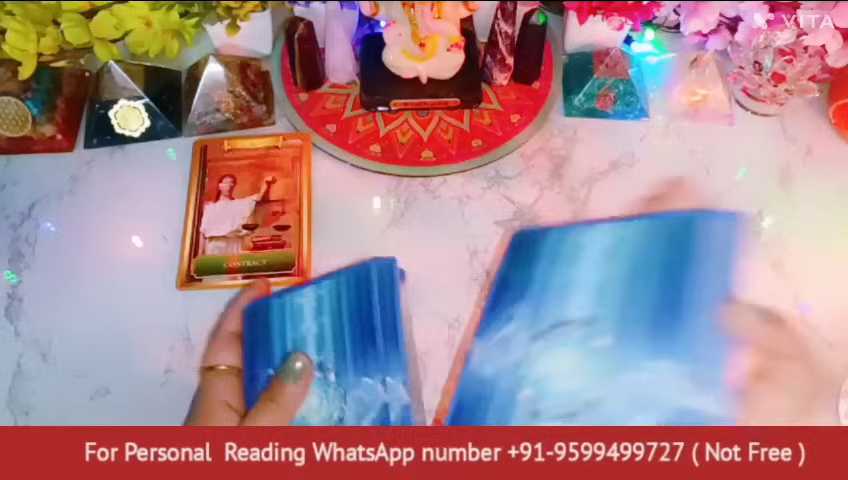 VITA
CONTRACT
For Personal Reading WhatsApp number +91-9599499727 ( Not Free )